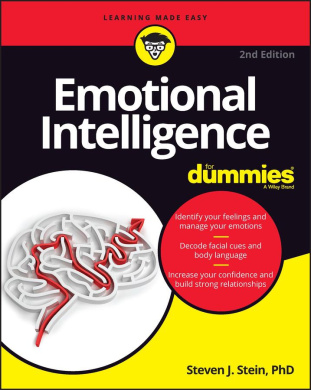 LEARNING MADE EASY
2nd Edition
Emotional
Intelligence
for
dummies®
A Wiley Brand
Identify your feelings and
manage your emotions
Decode facial cues and
body language
Increase your confidence and
build strong relationships
Steven J. Stein, PhD